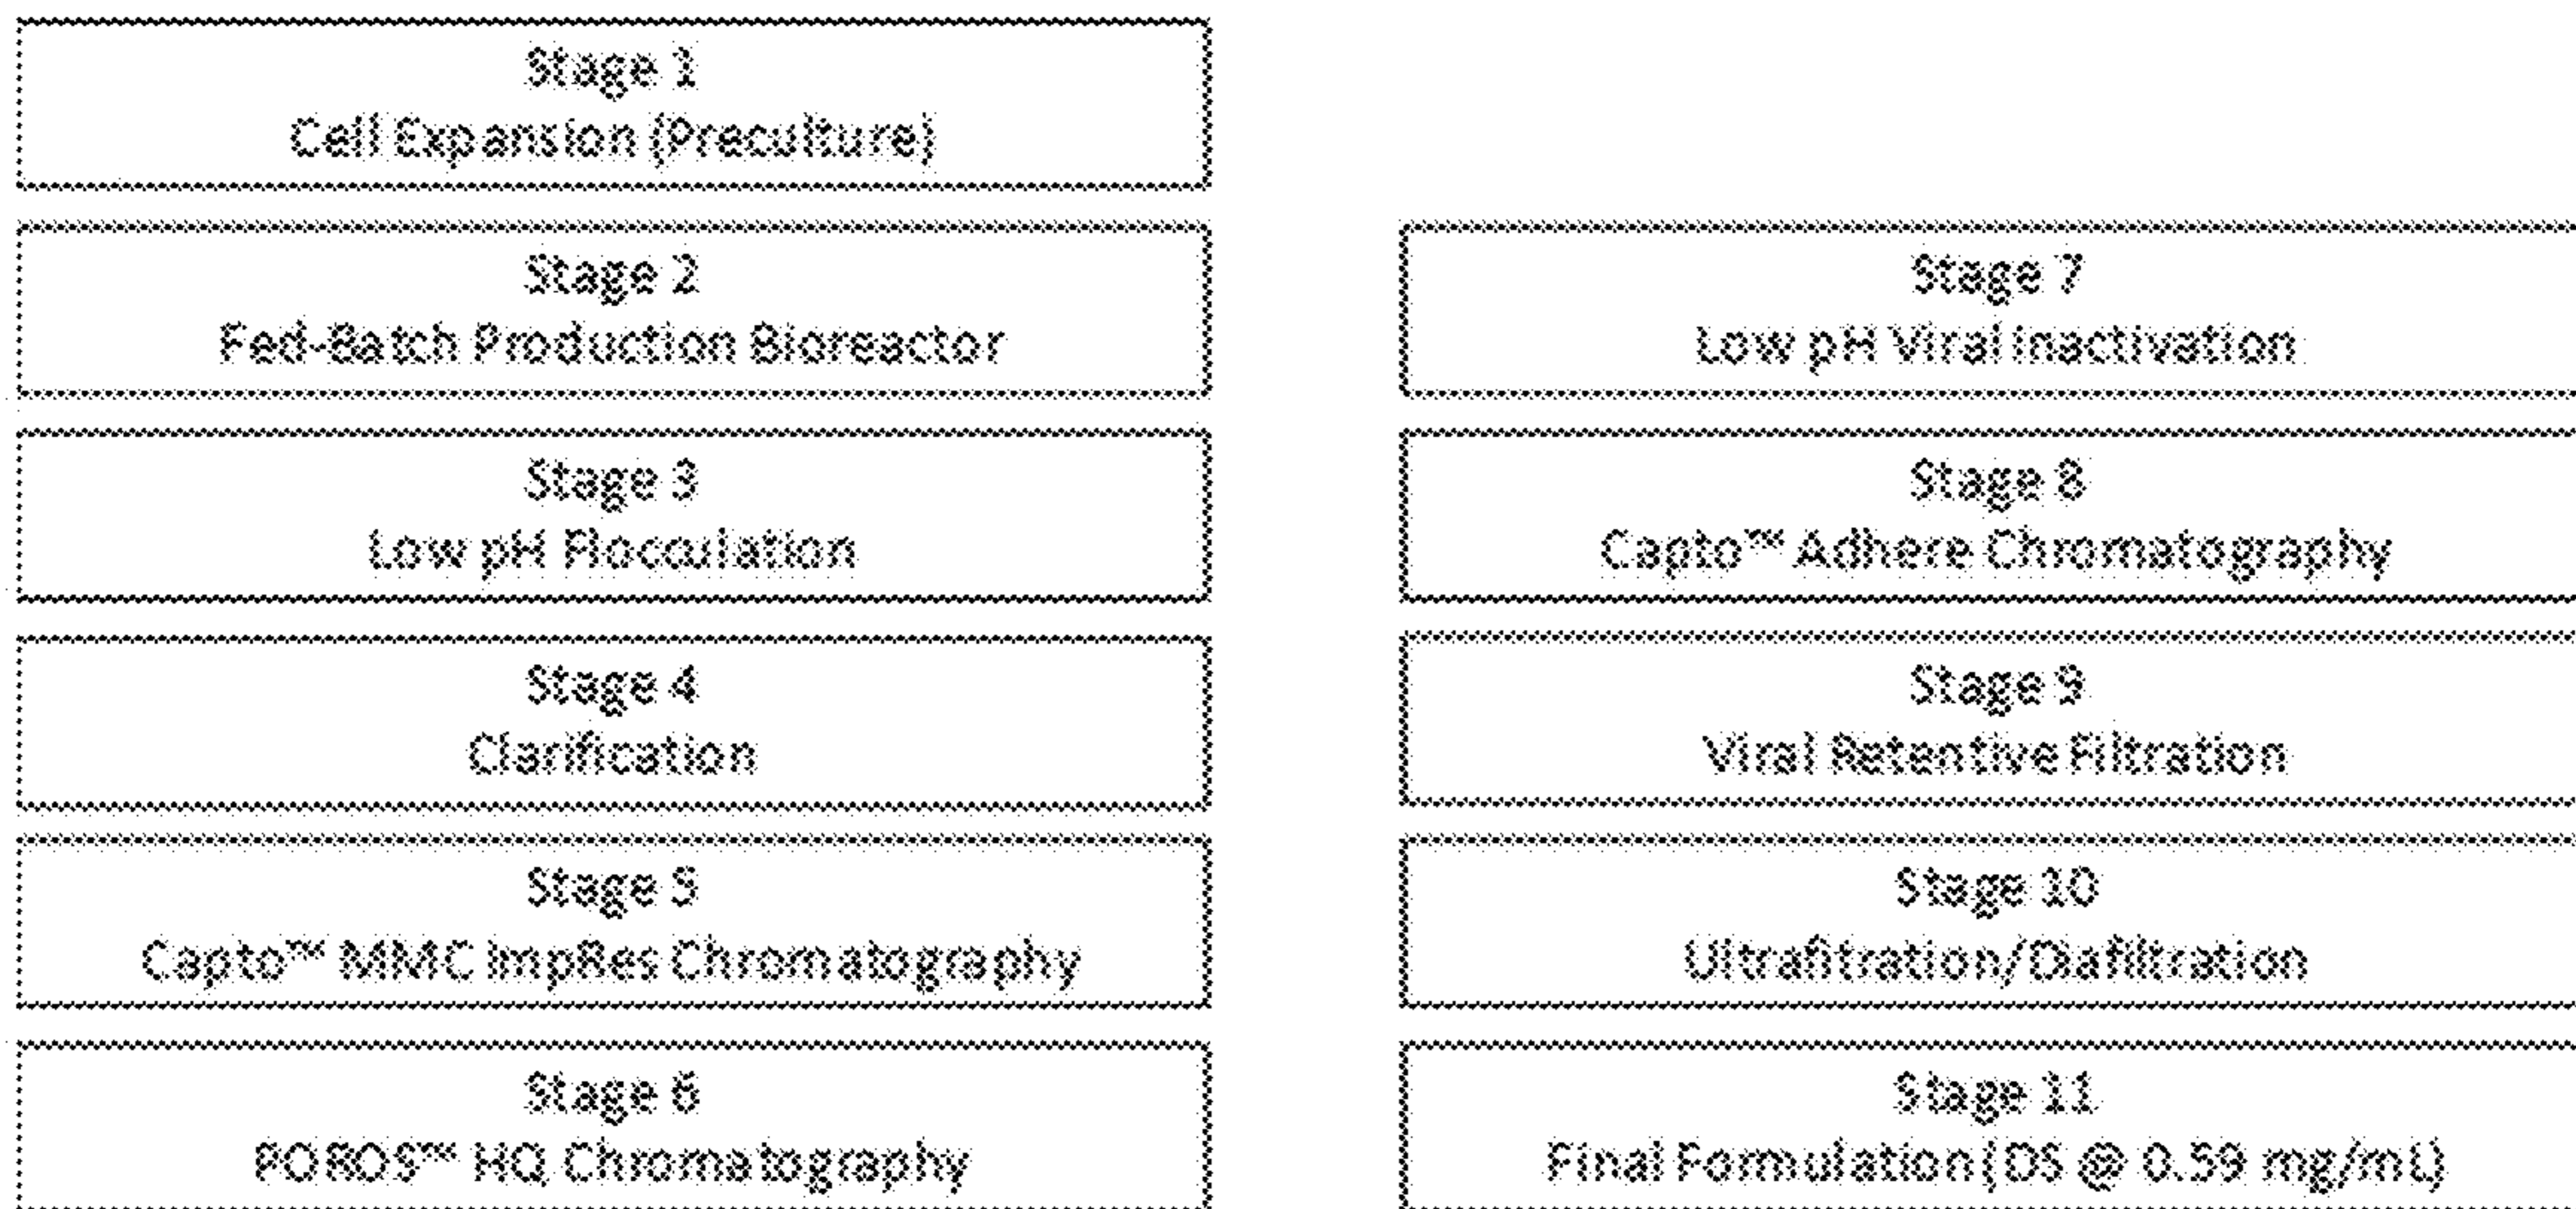 Stage 1
Cell Expansion (Preculture)
Stage 2
Fed-Batch Production Bioreactor
Stage 3
Low pH Flocculation
Stage 4
Clarification
Stage 5
Capto™ MMC ImpRes Chromatography
Stage 6
POROS™ HQ Chromatography
Stage 7
Low pH Viral Inactivation
Stage 8
Capto™ Adhere Chromatography
Stage 9
Viral Retentive Filtration
Stage 10
Ultrafitration/Diafiltration
Stage 11
Final Formulation (DS @ 0.59 mg/mL)